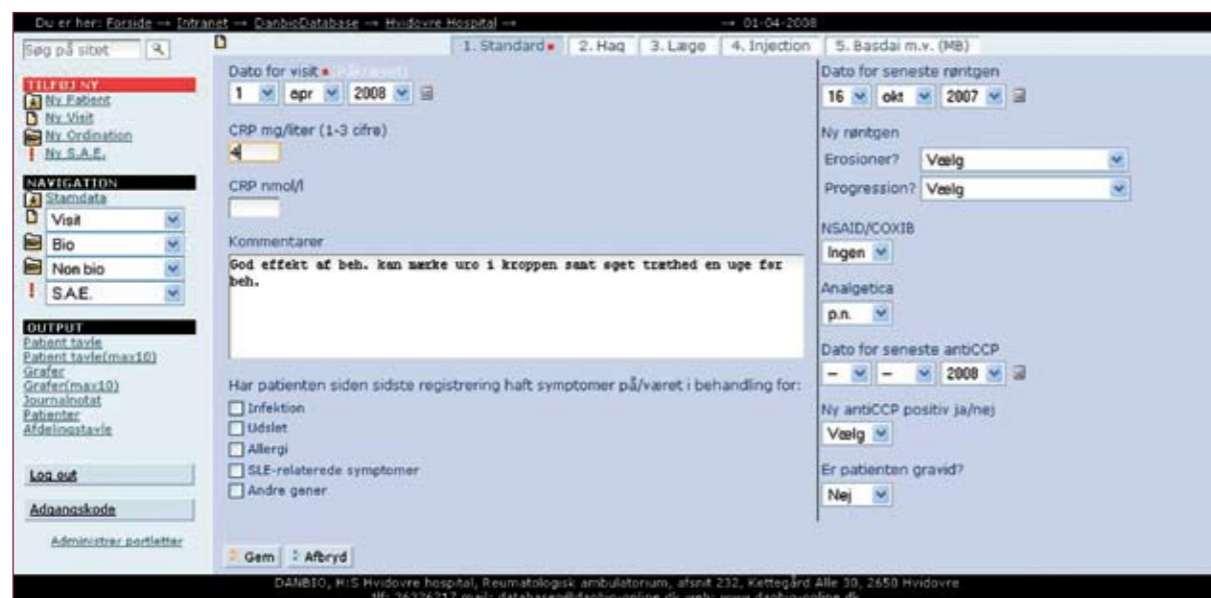 Du er her: Forside → Intranet → DanbioDatabase → Hvidovre Hospital → → 01-04-2008
Søg på sitet
TILFØJ NY
Ny Patient
Ny Visit
Ny Ordination
Ny S.A.E.
NAVIGATION
Stamdata
Visit
Bio
Non bio
S.A.E.
OUTPUT
Patient tavle
Patient tavle(max10)
Grafer
Grafer(max10)
Journalnotat
Patienter
Afdelingstavle
Log out
Adgangskode
Administrer portletter
1. Standard 2. Haq 3. Læge 4. Injection 5. Basdai m.v. (MB)
Dato for visit (Påkrævet)
1 apr 2008
CRP mg/liter (1-3 cifre)
4
CRP nmol/l
Kommentarer
God effekt af beh. kan mærke uro i kroppen samt øget træthed en uge før
beh.
Har patienten siden sidste registrering haft symptomer på/været i behandling for:
Infektion
Udslet
Allergi
SLE-relaterede symptomer
Andre gener
Gem Afbryd
Dato for seneste røntgen
16 okt 2007
Ny røntgen
Erosioner? Vælg
Progression? Vælg
NSAID/COXIB
Ingen
Analgetica
p.n.
Dato for seneste antiCCP
– – 2008
Ny antiCCP positiv ja/nej
Vælg
Er patienten gravid?
Nej
DANBIO, H:S Hvidovre hospital, Reumatologisk ambulatorium, afsnit 232, Kettegård Alle 30, 2650 Hvidovre